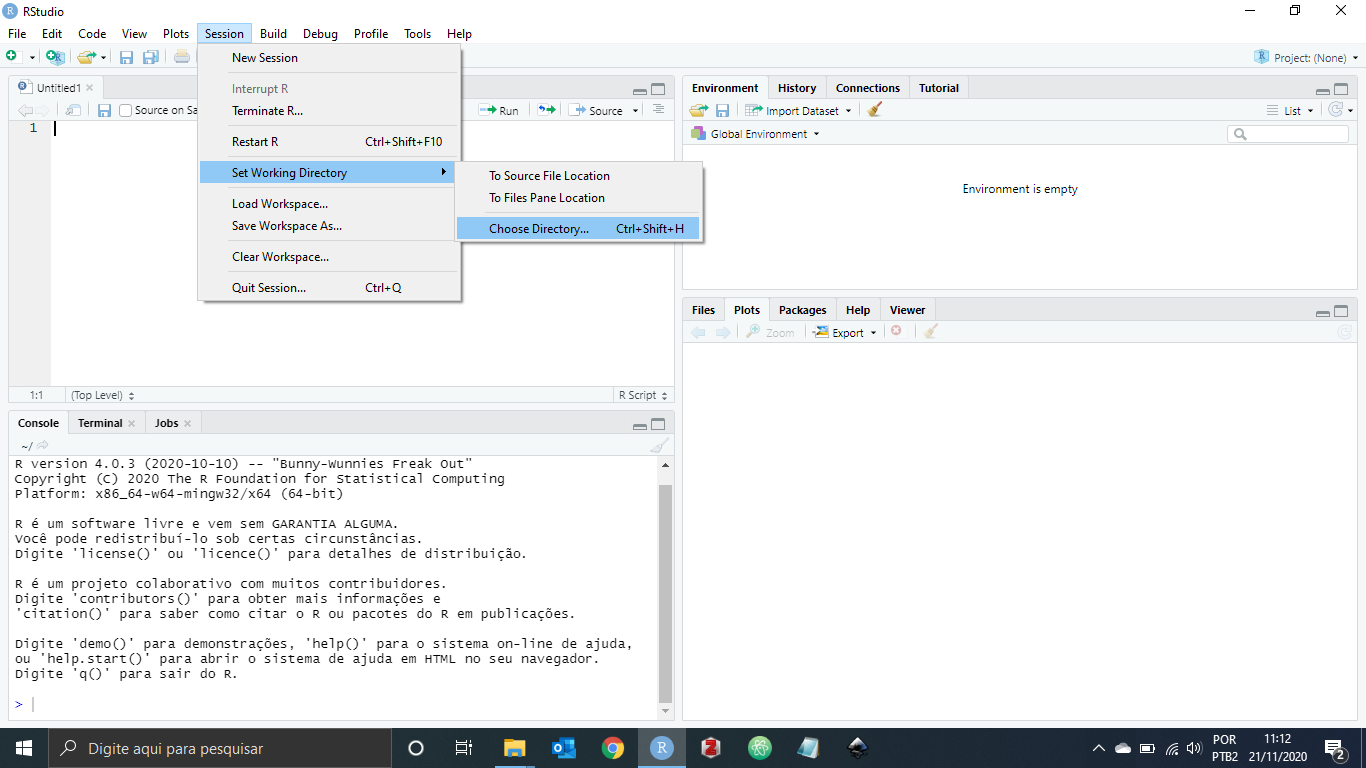 RStudio
File Edit Code View Plots Session Build Debug Profile Tools Help
Project: (None)
New Session
Interrupt R
Terminate R...
Restart R Ctrl+Shift+F10
Set Working Directory
Load Workspace...
Save Workspace As...
Clear Workspace...
Quit Session... Ctrl+Q
To Source File Location
To Files Pane Location
Choose Directory... Ctrl+Shift+H
Untitled1
Source on Sa
Run Source
1
1:1 (Top Level) R Script
Console Terminal Jobs
~/
R version 4.0.3 (2020-10-10) -- "Bunny-Wunnies Freak Out"
Copyright (C) 2020 The R Foundation for Statistical Computing
Platform: x86_64-w64-mingw32/x64 (64-bit)
R é um software livre e vem sem GARANTIA ALGUMA.
Você pode redistribuí-lo sob certas circunstâncias.
Digite 'license()' ou 'licence()' para detalhes de distribuição.
R é um projeto colaborativo com muitos contribuidores.
Digite 'contributors()' para obter mais informações e
'citation()' para saber como citar o R ou pacotes do R em publicações.
Digite 'demo()' para demonstrações, 'help()' para o sistema on-line de ajuda,
ou 'help.start()' para abrir o sistema de ajuda em HTML no seu navegador.
Digite 'q()' para sair do R.
>
Environment History Connections Tutorial
Import Dataset List
Global Environment
Environment is empty
Files Plots Packages Help Viewer
Zoom Export
Digite aqui para pesquisar
POR 11:12
PTB2 21/11/2020
2